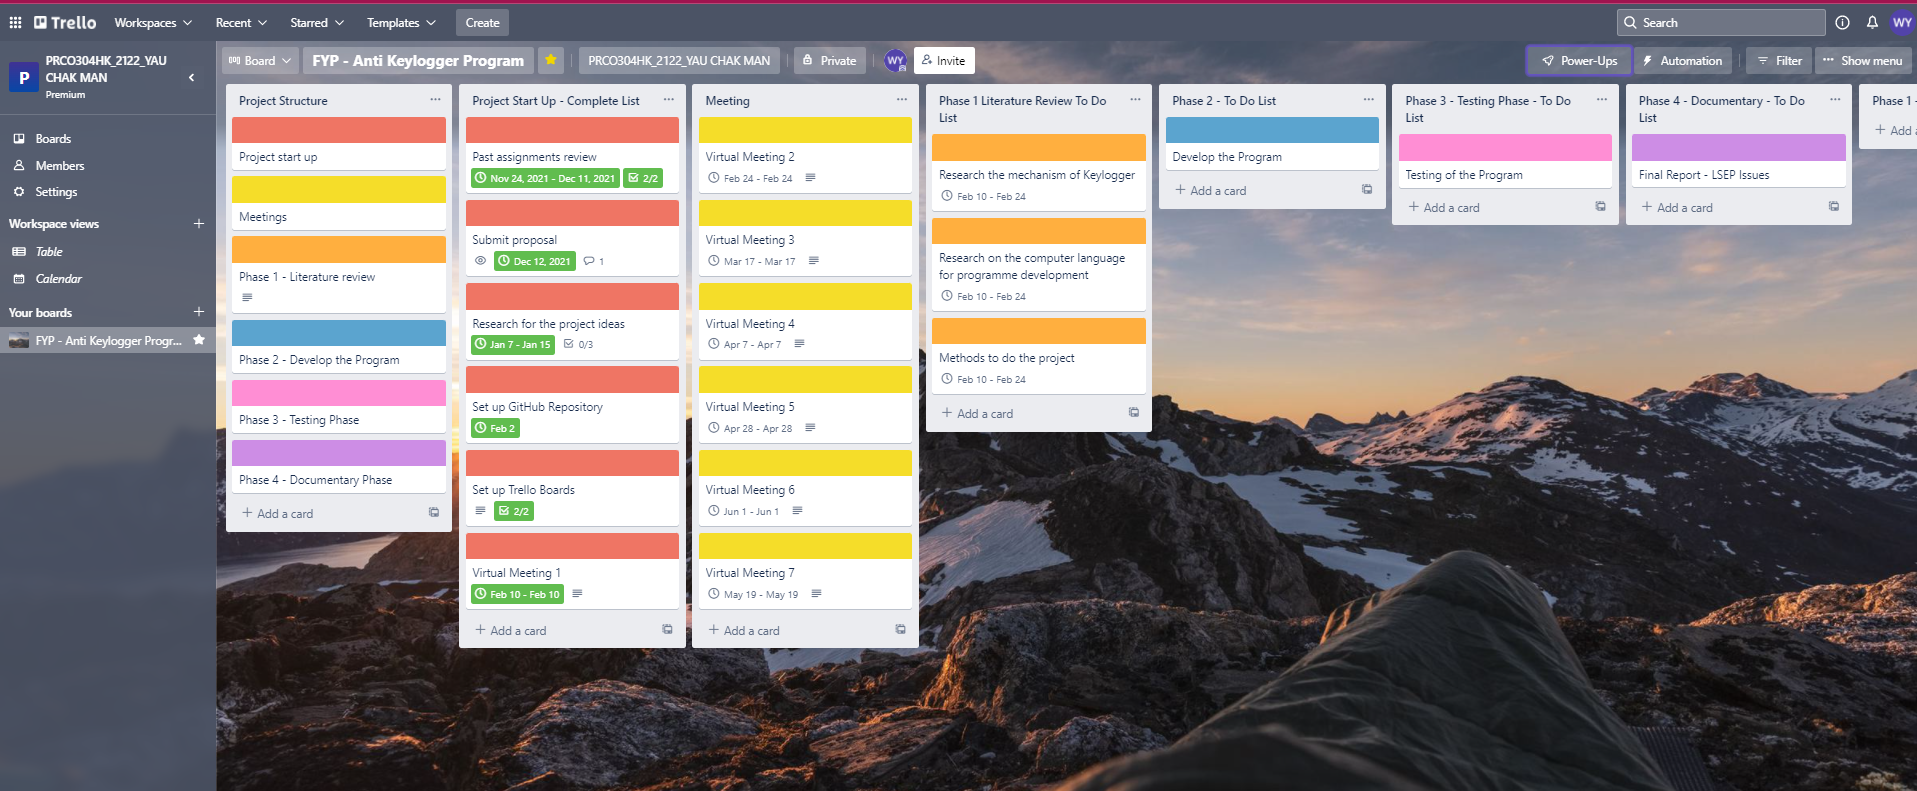 Trello
Workspaces
Recent
Starred
Templates
Create
Search
WY
PRCO304HK_2122_YAU
CHAK MAN
Premium
P
Boards
Members
Settings
Workspace views
Table
Calendar
Your boards
FYP - Anti Keylogger Progr...
Board
FYP - Anti Keylogger Program
PRCO304HK_2122_YAU CHAK MAN
Private
WY
Invite
Power-Ups
Automation
Filter
Show menu
Project Structure
Project start up
Meetings
Phase 1 - Literature review
Phase 2 - Develop the Program
Phase 3 - Testing Phase
Phase 4 - Documentary Phase
Add a card
Project Start Up - Complete List
Past assignments review
Nov 24, 2021 - Dec 11, 2021
2/2
Submit proposal
Dec 12, 2021
1
Research for the project ideas
Jan 7 - Jan 15
0/3
Set up GitHub Repository
Feb 2
Set up Trello Boards
2/2
Virtual Meeting 1
Feb 10 - Feb 10
Add a card
Meeting
Virtual Meeting 2
Feb 24 - Feb 24
Virtual Meeting 3
Mar 17 - Mar 17
Virtual Meeting 4
Apr 7 - Apr 7
Virtual Meeting 5
Apr 28 - Apr 28
Virtual Meeting 6
Jun 1 - Jun 1
Virtual Meeting 7
May 19 - May 19
Add a card
Phase 1 Literature Review To Do
List
Research the mechanism of Keylogger
Feb 10 - Feb 24
Research on the computer language
for programme development
Feb 10 - Feb 24
Methods to do the project
Feb 10 - Feb 24
Add a card
Phase 2 - To Do List
Develop the Program
Add a card
Phase 3 - Testing Phase - To Do
List
Testing of the Program
Add a card
Phase 4 - Documentary - To Do
List
Final Report - LSEP Issues
Add a card
Phase 1 -
Add a